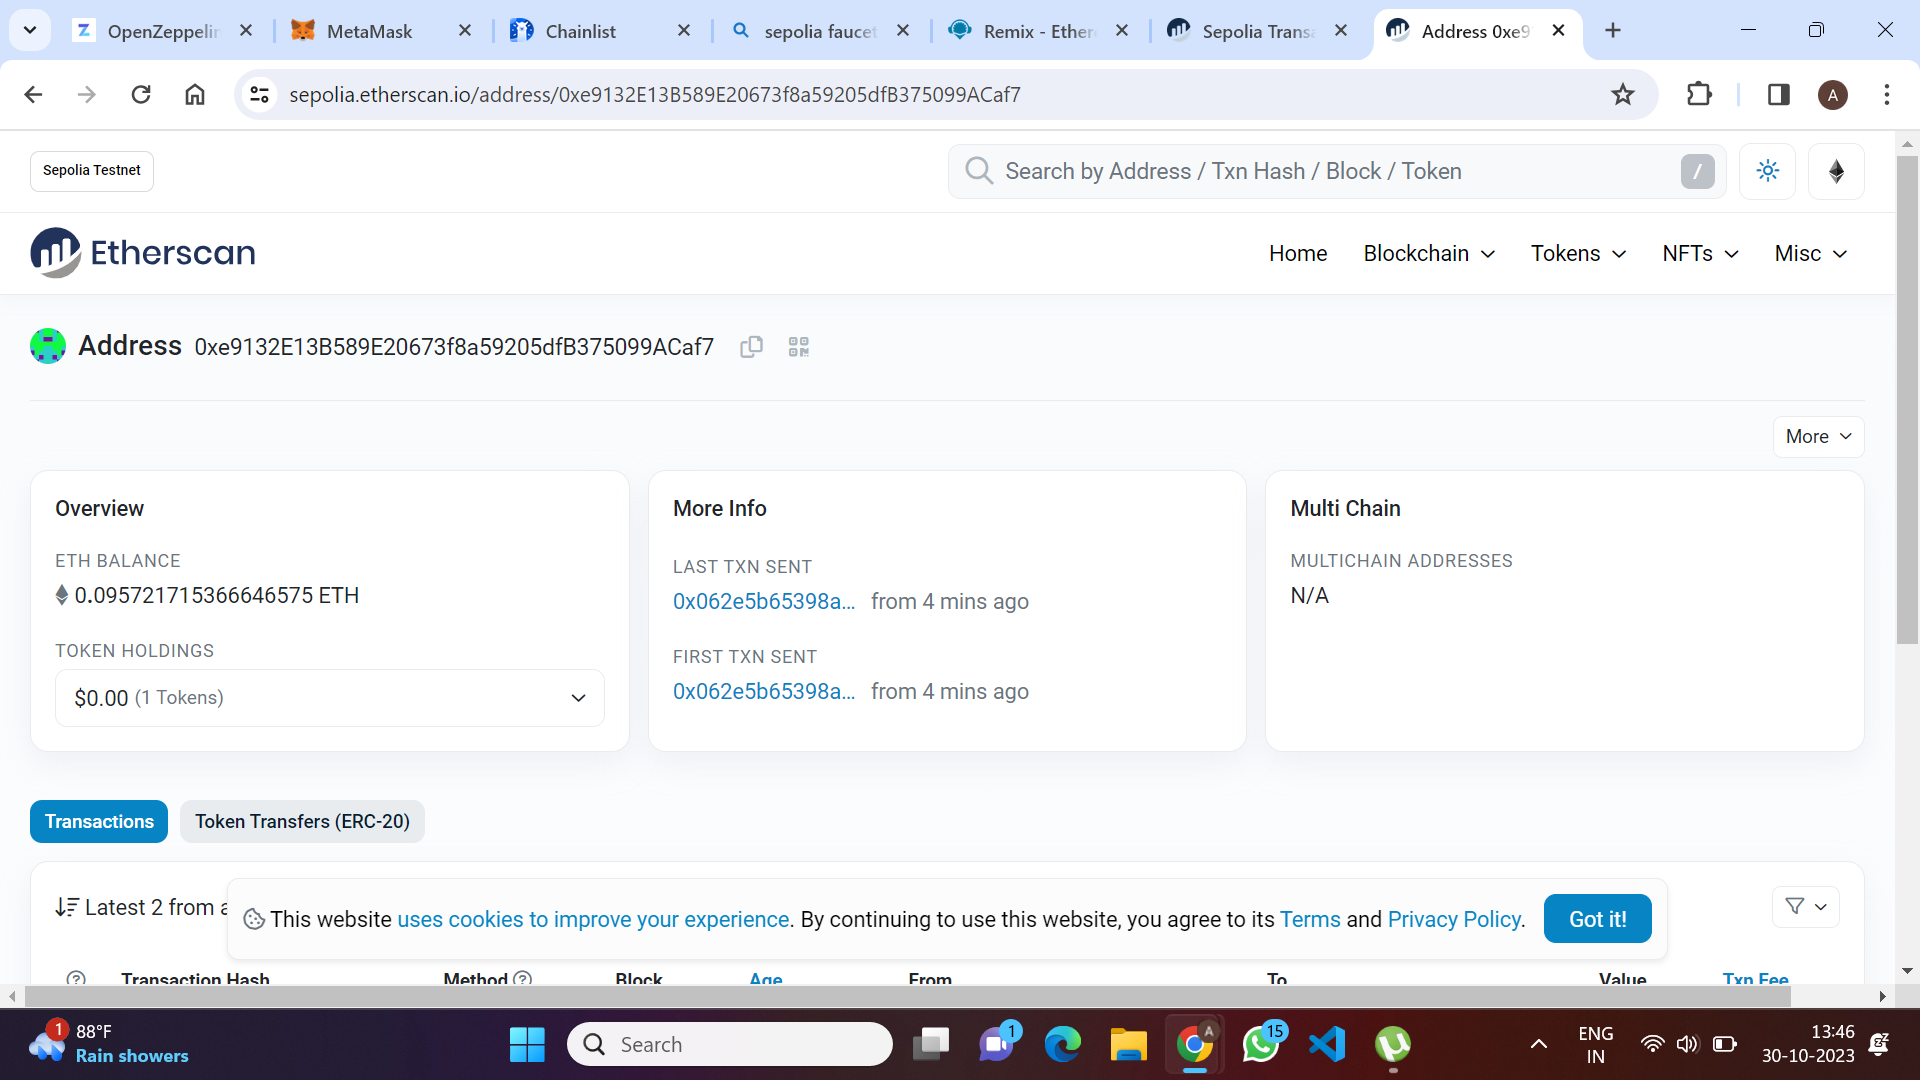 OpenZeppelin
MetaMask
Chainlist
sepolia faucet
Remix - Ether
Sepolia Transa
Address 0xe9
sepolia.etherscan.io/address/0xe9132E13B589E20673f8a59205dfB375099ACaf7
A
Sepolia Testnet
Search by Address / Txn Hash / Block / Token
/
Etherscan
Home
Blockchain
Tokens
NFTs
Misc
Address 0xe9132E13B589E20673f8a59205dfB375099ACaf7
More
Overview
ETH BALANCE
0.095721715366646575 ETH
TOKEN HOLDINGS
$0.00 (1 Tokens)
More Info
LAST TXN SENT
0x062e5b65398a... from 4 mins ago
FIRST TXN SENT
0x062e5b65398a... from 4 mins ago
Multi Chain
MULTICHAIN ADDRESSES
N/A
Transactions
Token Transfers (ERC-20)
Latest 2 from a
This website uses cookies to improve your experience. By continuing to use this website, you agree to its Terms and Privacy Policy.
Got it!
Transaction Hash
Method
Block
Age
From
To
Value
Txn Fee
1
88°F
Rain showers
Search
1
A
15
ENG
IN
13:46
30-10-2023